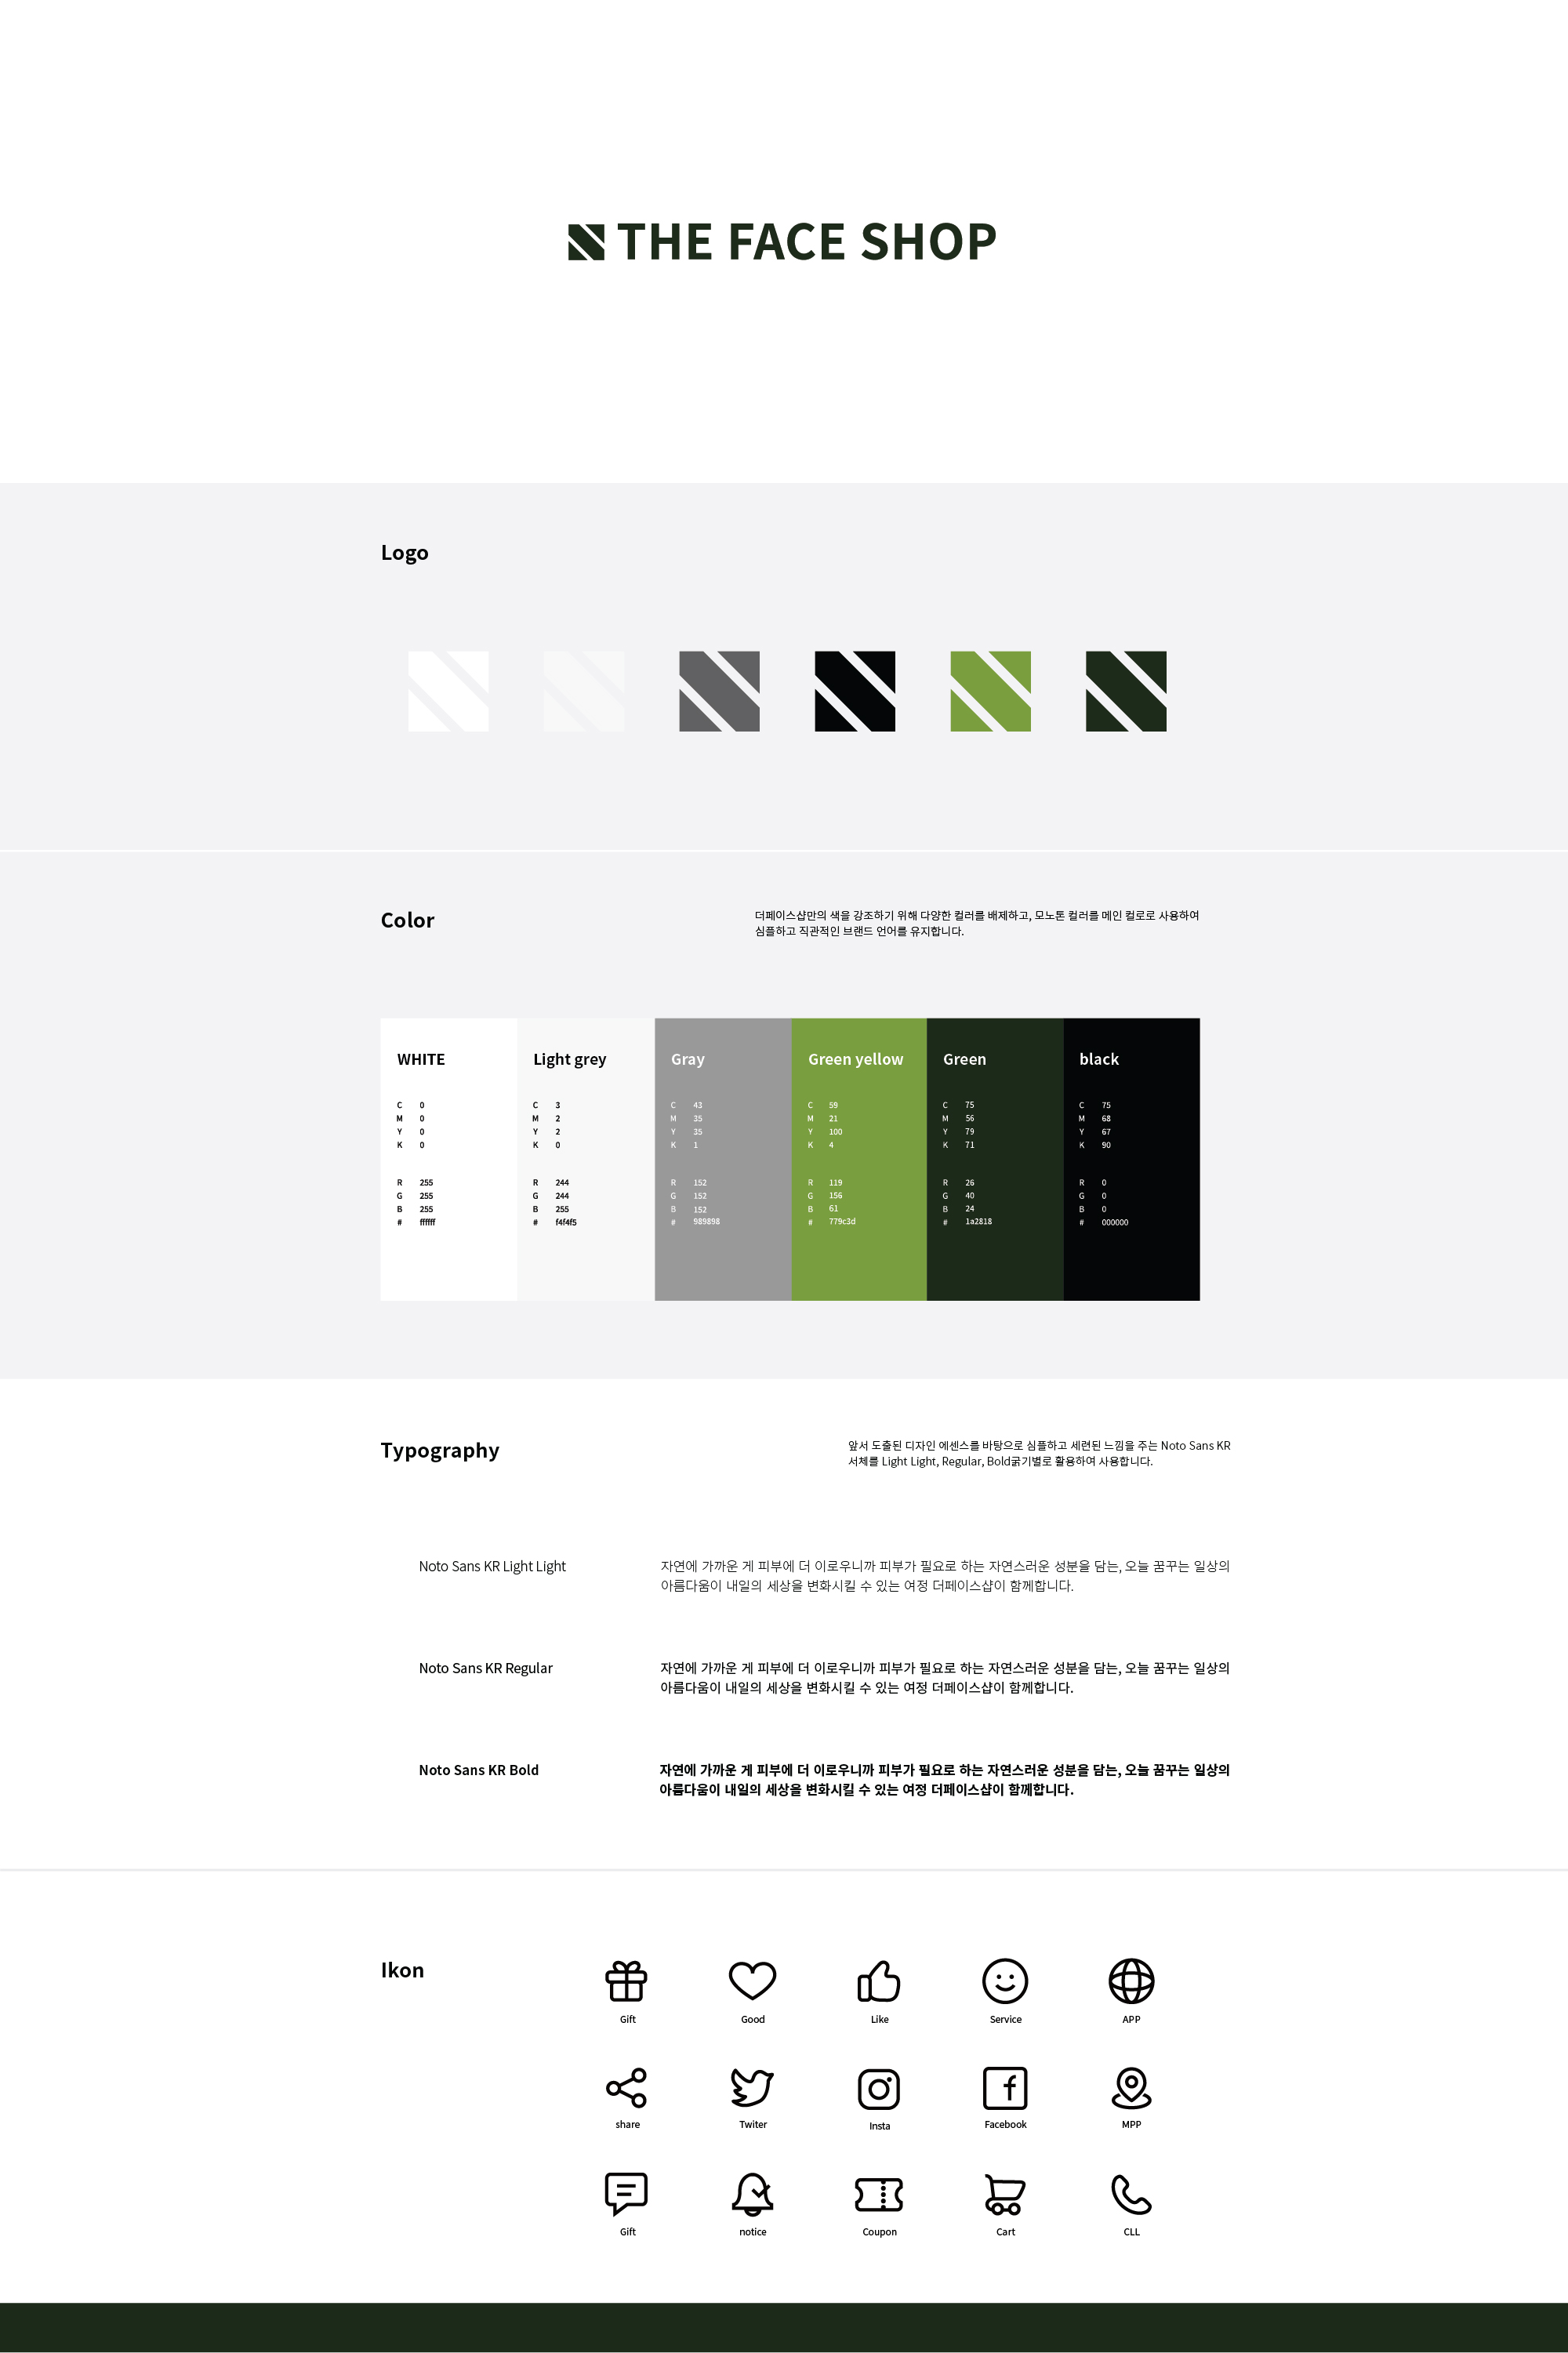 THE FACE SHOP
Logo
Color
더페이스샵만의 색을 강조하기 위해 다양한 컬러를 배제하고, 모노톤 컬러를 메인 컬로로 사용하여
심플하고 직관적인 브랜드 언어를 유지합니다.
WHITE
C 0
M 0
Y 0
K 0
R 255
G 255
B 255
# ffffff
Light grey
C 3
M 2
Y 2
K 0
R 244
G 244
B 255
# f4f4f5
Gray
C 43
M 35
Y 35
K 1
R 152
G 152
B 152
# 989898
Green yellow
C 59
M 21
Y 100
K 4
R 119
G 156
B 61
# 779c3d
Green
C 75
M 56
Y 79
K 71
R 26
G 40
B 24
# 1a2818
black
C 75
M 68
Y 67
K 90
R 0
G 0
B 0
# 000000
Typography
앞서 도출된 디자인 에센스를 바탕으로 심플하고 세련된 느낌을 주는 Noto Sans KR
서체를 Light Light, Regular, Bold굵기별로 활용하여 사용합니다.
Noto Sans KR Light Light
자연에 가까운 게 피부에 더 이로우니까 피부가 필요로 하는 자연스러운 성분을 담는, 오늘 꿈꾸는 일상의
아름다움이 내일의 세상을 변화시킬 수 있는 여정 더페이스샵이 함께합니다.
Noto Sans KR Regular
자연에 가까운 게 피부에 더 이로우니까 피부가 필요로 하는 자연스러운 성분을 담는, 오늘 꿈꾸는 일상의
아름다움이 내일의 세상을 변화시킬 수 있는 여정 더페이스샵이 함께합니다.
Noto Sans KR Bold
자연에 가까운 게 피부에 더 이로우니까 피부가 필요로 하는 자연스러운 성분을 담는, 오늘 꿈꾸는 일상의
아름다움이 내일의 세상을 변화시킬 수 있는 여정 더페이스샵이 함께합니다.
Ikon
Gift
Good
Like
Service
APP
share
Twiter
Insta
Facebook
MPP
Gift
notice
Coupon
Cart
CLL